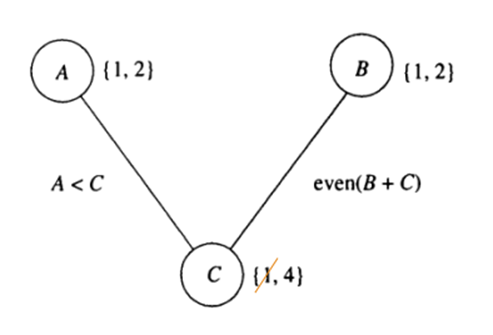 A {1, 2}
B {1, 2}
A < C
even(B + C)
C {1, 4}